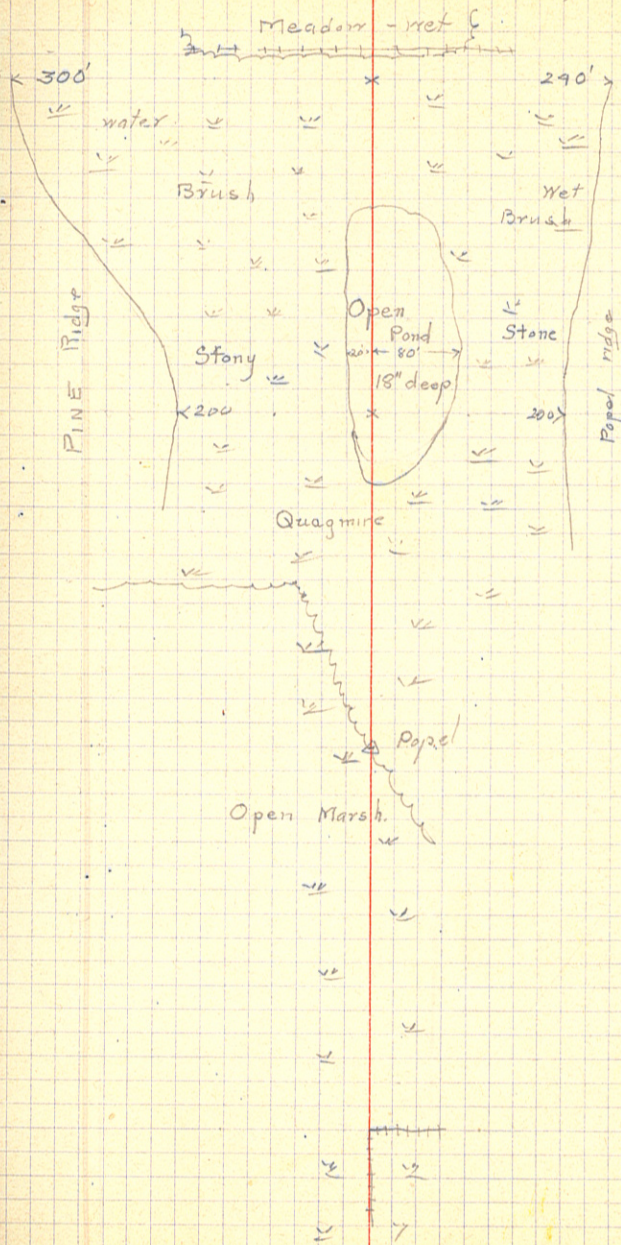 Meadow - wet
300'
240'
water
Brush
Wet
Brush
PINE Ridge
Open
Pond
20' 80'
18" deep
Stony
Stone
Popel ridge
200
200
Quagmire
Popel
Open Marsh.